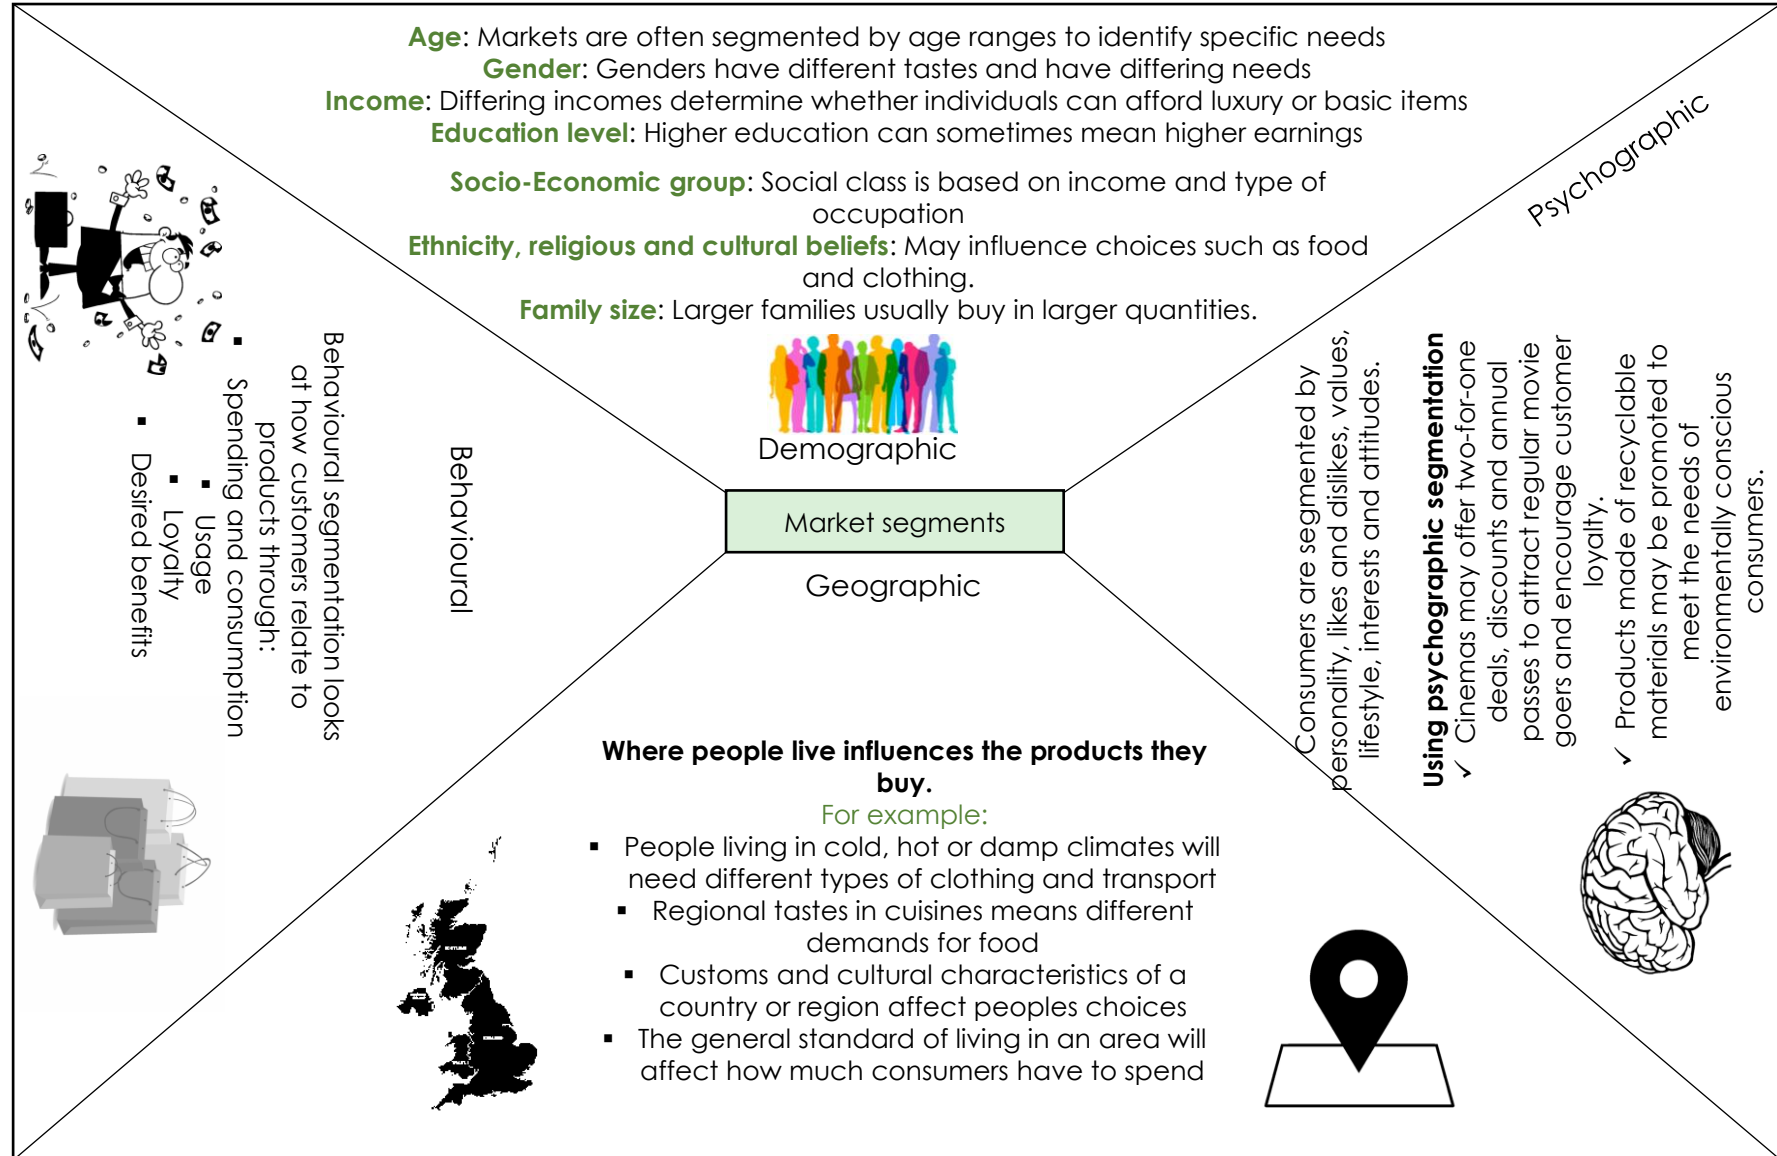 Age: Markets are often segmented by age ranges to identify specific needs
Gender: Genders have different tastes and have differing needs
Income: Differing incomes determine whether individuals can afford luxury or basic items
Education level: Higher education can sometimes mean higher earnings
Socio-Economic group: Social class is based on income and type of
occupation
Ethnicity, religious and cultural beliefs: May influence choices such as food
and clothing.
Family size: Larger families usually buy in larger quantities.
Demographic
Market segments
Geographic
Behavioural
Behavioural segmentation looks
at how customers relate to
products through:
▪ Spending and consumption
▪ Usage
▪ Loyalty
▪ Desired benefits
Psychographic
Consumers are segmented by
personality, likes and dislikes, values,
lifestyle, interests and attitudes.
Using psychographic segmentation
✓ Cinemas may offer two-for-one
deals, discounts and annual
passes to attract regular movie
goers and encourage customer
loyalty.
✓ Products made of recyclable
materials may be promoted to
meet the needs of
environmentally conscious
consumers.
Where people live influences the products they
buy.
For example:
▪ People living in cold, hot or damp climates will
need different types of clothing and transport
▪ Regional tastes in cuisines means different
demands for food
▪ Customs and cultural characteristics of a
country or region affect peoples choices
▪ The general standard of living in an area will
affect how much consumers have to spend